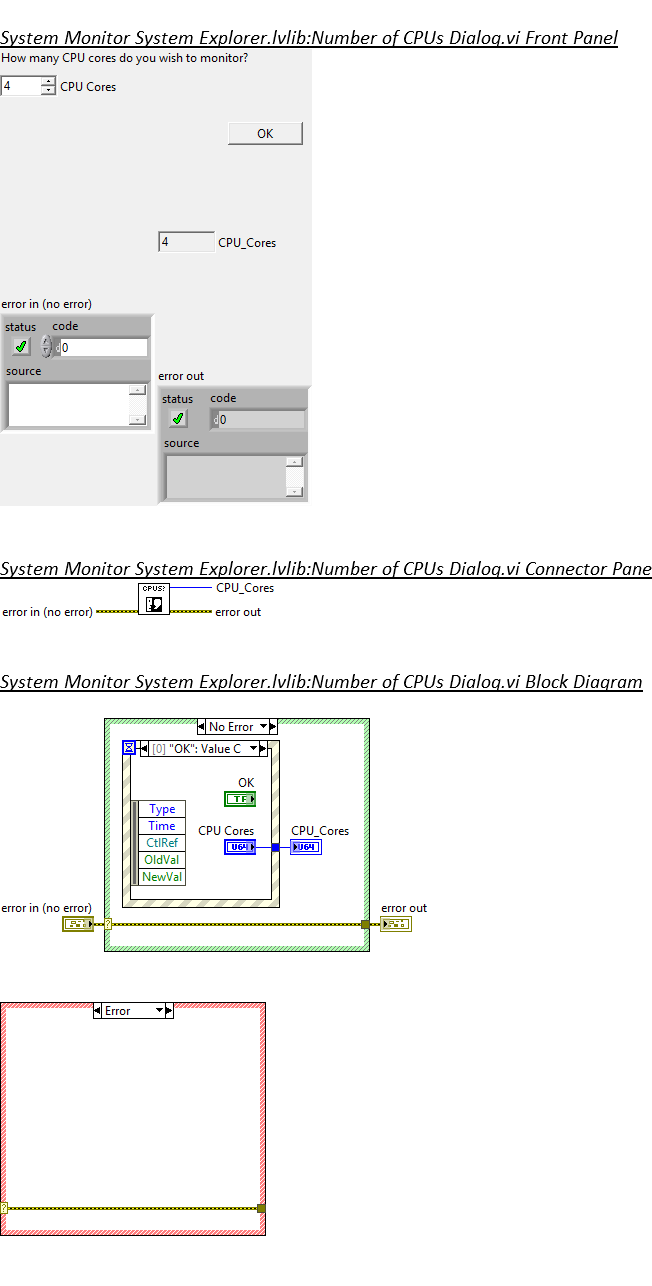 System Monitor System Explorer.lvlib:Number of CPUs Dialog.vi Front Panel
How many CPU cores do you wish to monitor?
4 CPU Cores
OK
4 CPU_Cores
error in (no error)
status code
0
source
error out
status code
0
source
System Monitor System Explorer.lvlib:Number of CPUs Dialog.vi Connector Pane
CPUS?
CPU_Cores
error in (no error)
error out
System Monitor System Explorer.lvlib:Number of CPUs Dialog.vi Block Diagram
No Error
[0] "OK": Value C
OK
TF
Type
Time
CtlRef
OldVal
NewVal
CPU Cores
U64
CPU_Cores
U64
error in (no error)
?
error out
Error
?